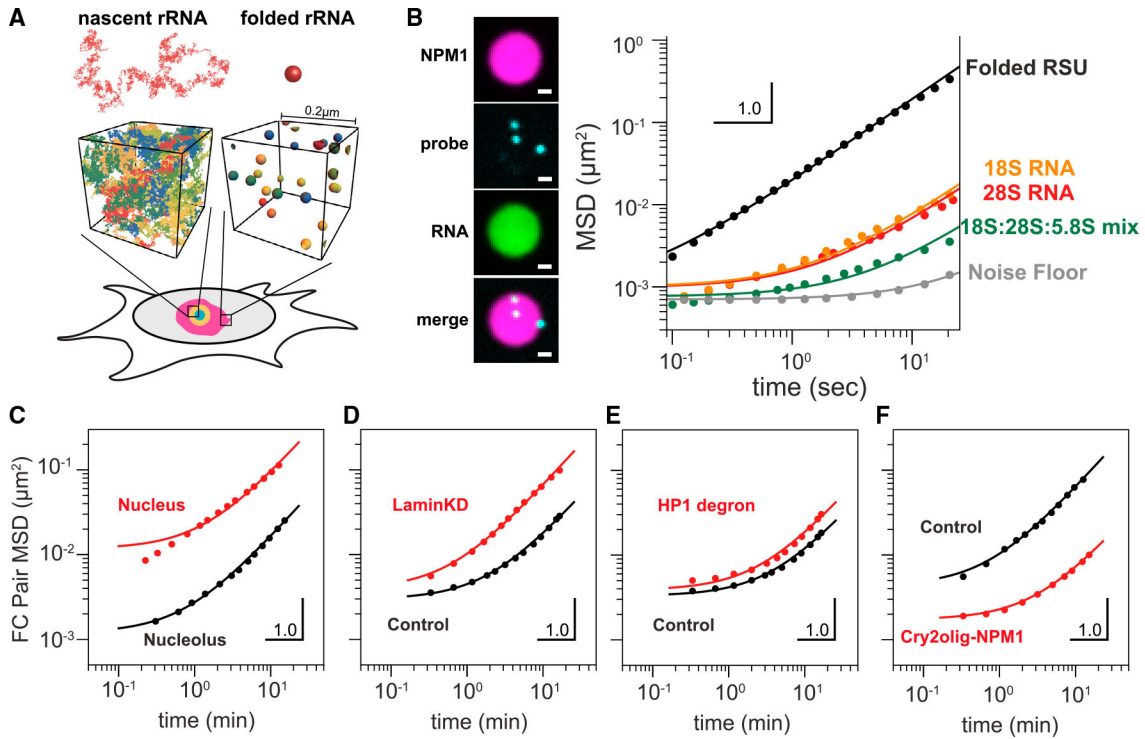 A
nascent rRNA
folded rRNA
0.2μm
B
NPM1
probe
RNA
merge
MSD (μm²)
10⁰
10⁻¹
10⁻²
10⁻³
1.0
Folded RSU
18S RNA
28S RNA
18S:28S:5.8S mix
Noise Floor
10⁻¹
10⁰
10¹
time (sec)
C
FC Pair MSD (μm²)
10⁻¹
10⁻²
10⁻³
Nucleus
Nucleolus
1.0
10⁻¹
10⁰
10¹
time (min)
D
LaminKD
Control
1.0
10⁻¹
10⁰
10¹
time (min)
E
HP1 degron
Control
1.0
10⁻¹
10⁰
10¹
time (min)
F
Control
Cry2olig-NPM1
1.0
10⁻¹
10⁰
10¹
time (min)